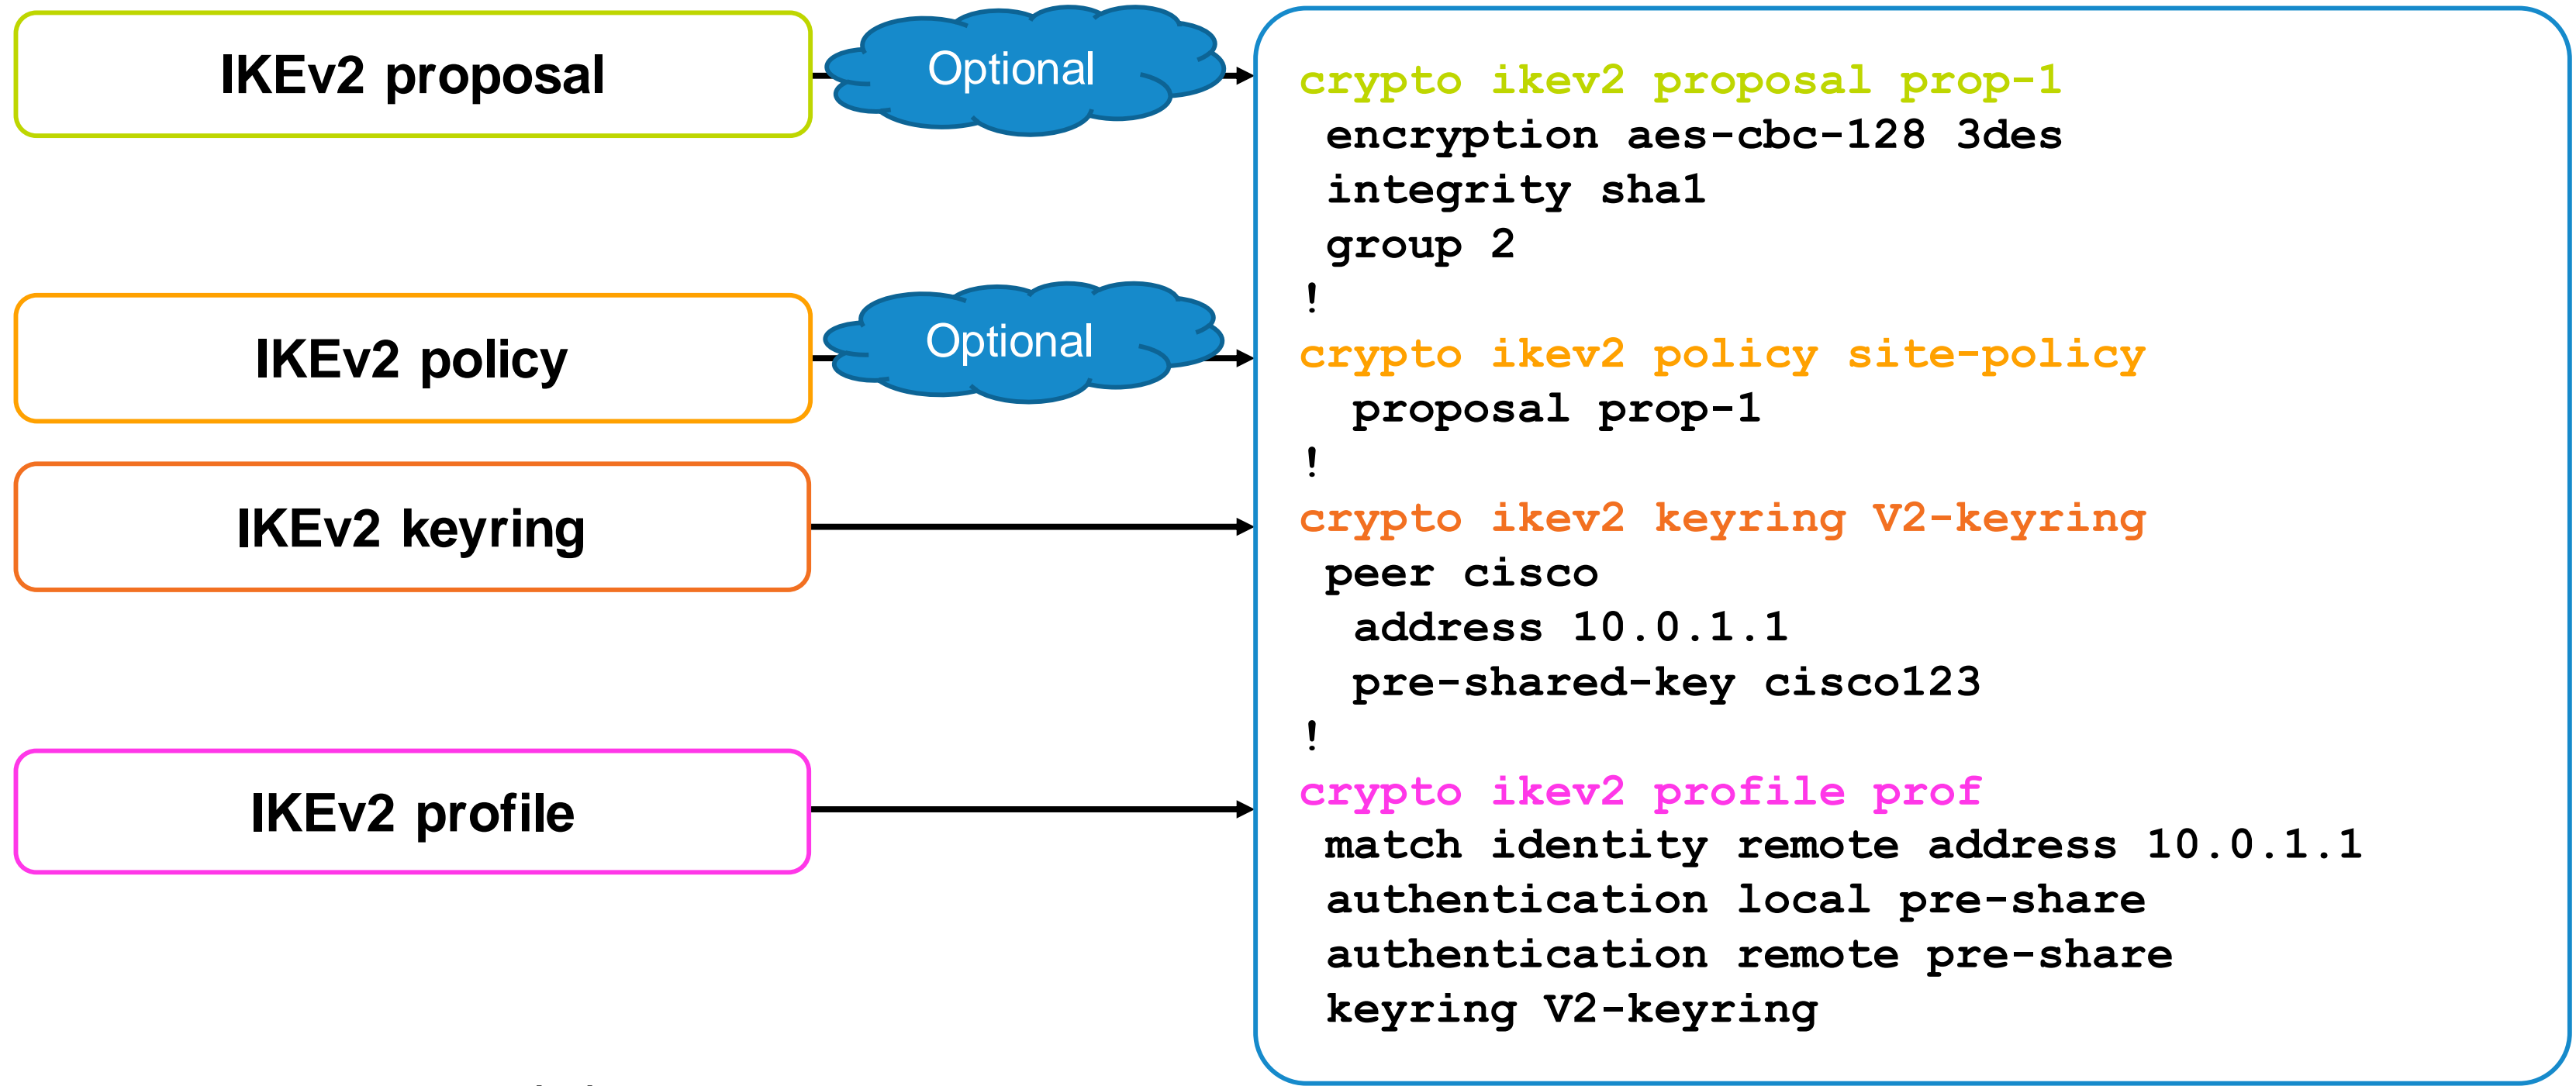 IKEv2 proposal
Optional
IKEv2 policy
Optional
IKEv2 keyring
IKEv2 profile
crypto ikev2 proposal prop-1
encryption aes-cbc-128 3des
integrity sha1
group 2
!
crypto ikev2 policy site-policy
proposal prop-1
!
crypto ikev2 keyring V2-keyring
peer cisco
address 10.0.1.1
pre-shared-key cisco123
!
crypto ikev2 profile prof
match identity remote address 10.0.1.1
authentication local pre-share
authentication remote pre-share
keyring V2-keyring